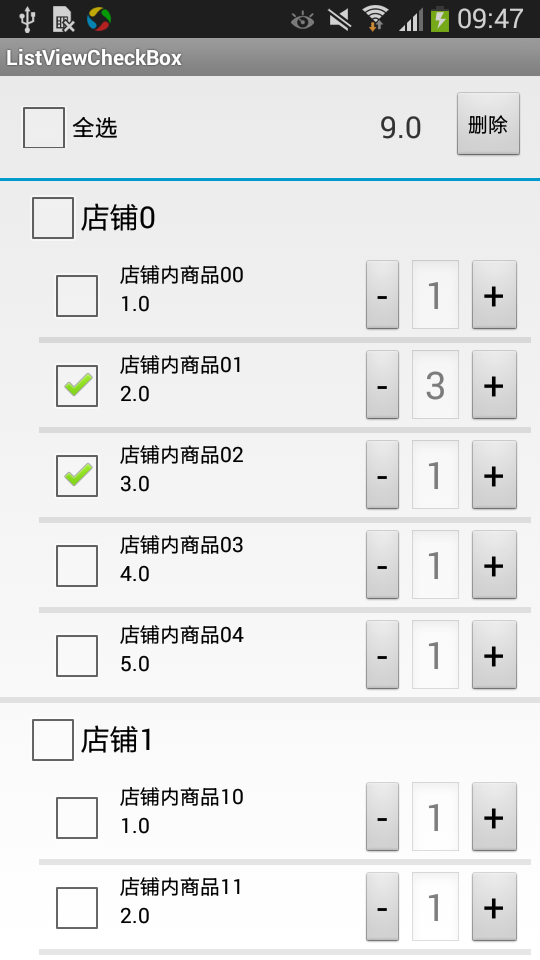 09:47
ListViewCheckBox
全选 9.0 删除
店铺0
店铺内商品00
1.0
- 1 +
店铺内商品01
2.0
- 3 +
店铺内商品02
3.0
- 1 +
店铺内商品03
4.0
- 1 +
店铺内商品04
5.0
- 1 +
店铺1
店铺内商品10
1.0
- 1 +
店铺内商品11
2.0
- 1 +